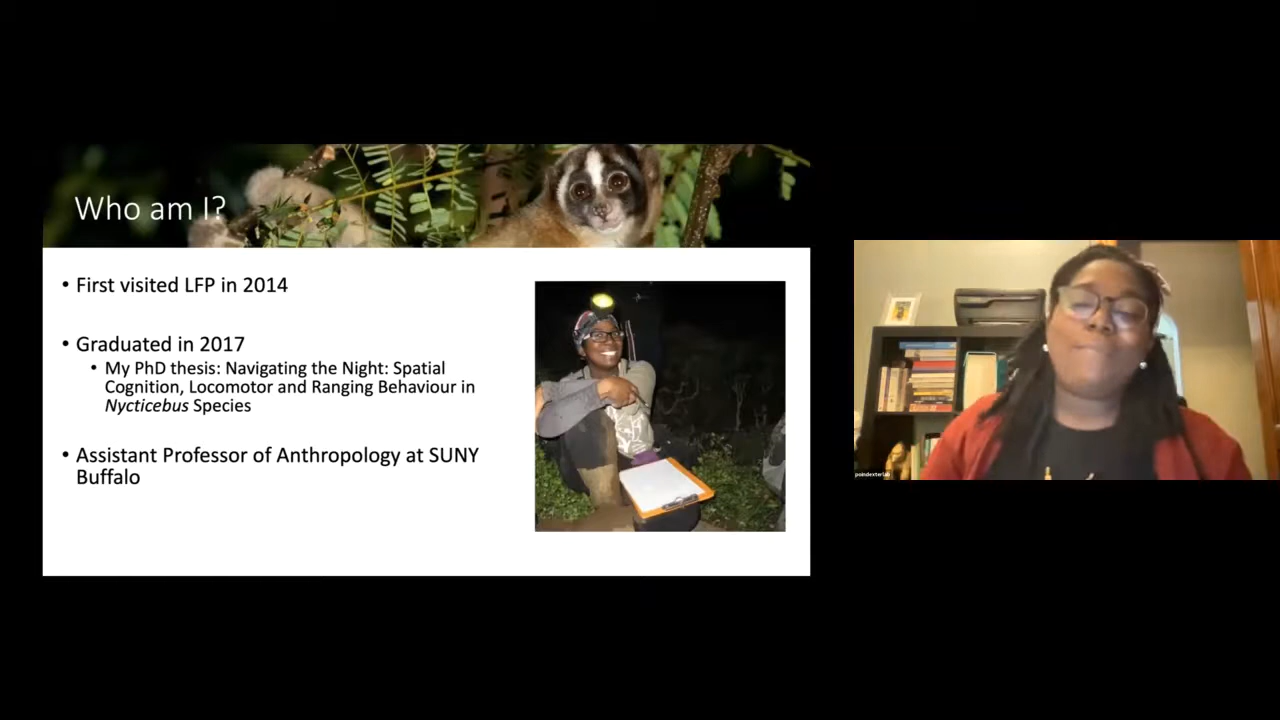 Who am I?
• First visited LFP in 2014
• Graduated in 2017
• My PhD thesis: Navigating the Night: Spatial
Cognition, Locomotor and Ranging Behaviour in
Nycticebus Species
• Assistant Professor of Anthropology at SUNY
Buffalo